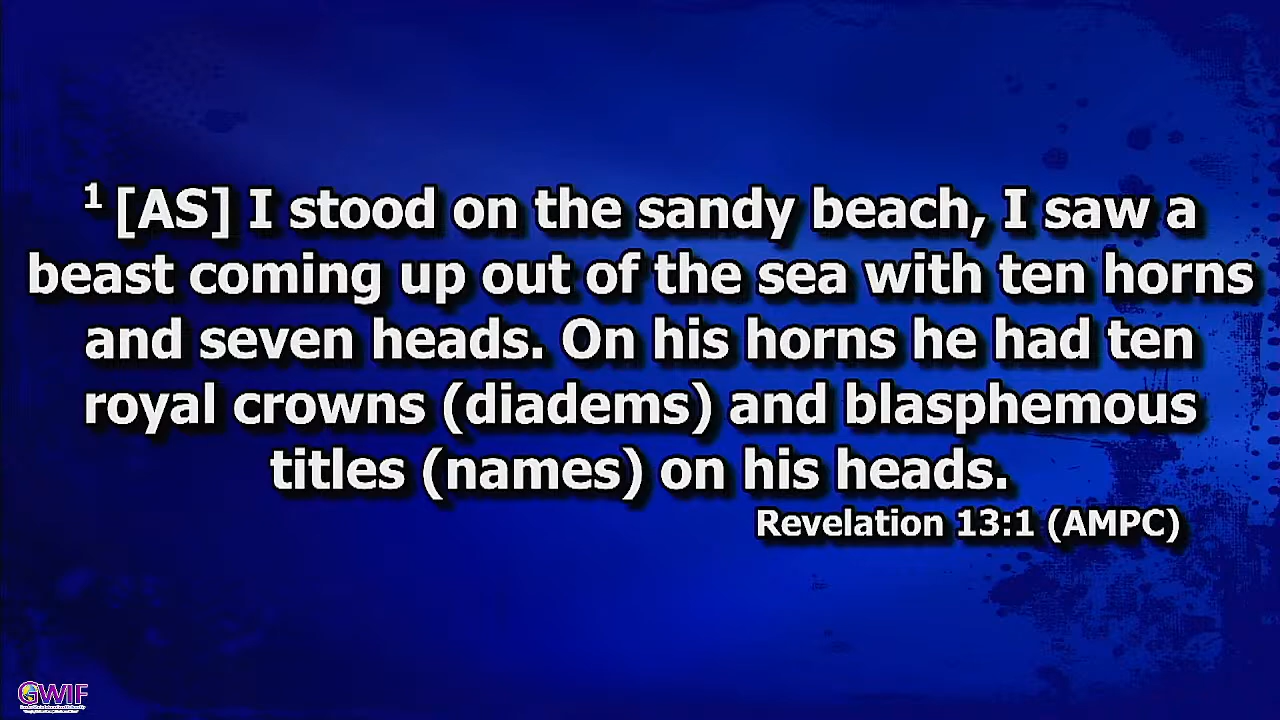 1 [AS] I stood on the sandy beach, I saw a
beast coming up out of the sea with ten horns
and seven heads. On his horns he had ten
royal crowns (diadems) and blasphemous
titles (names) on his heads.
Revelation 13:1 (AMPC)
GWIF